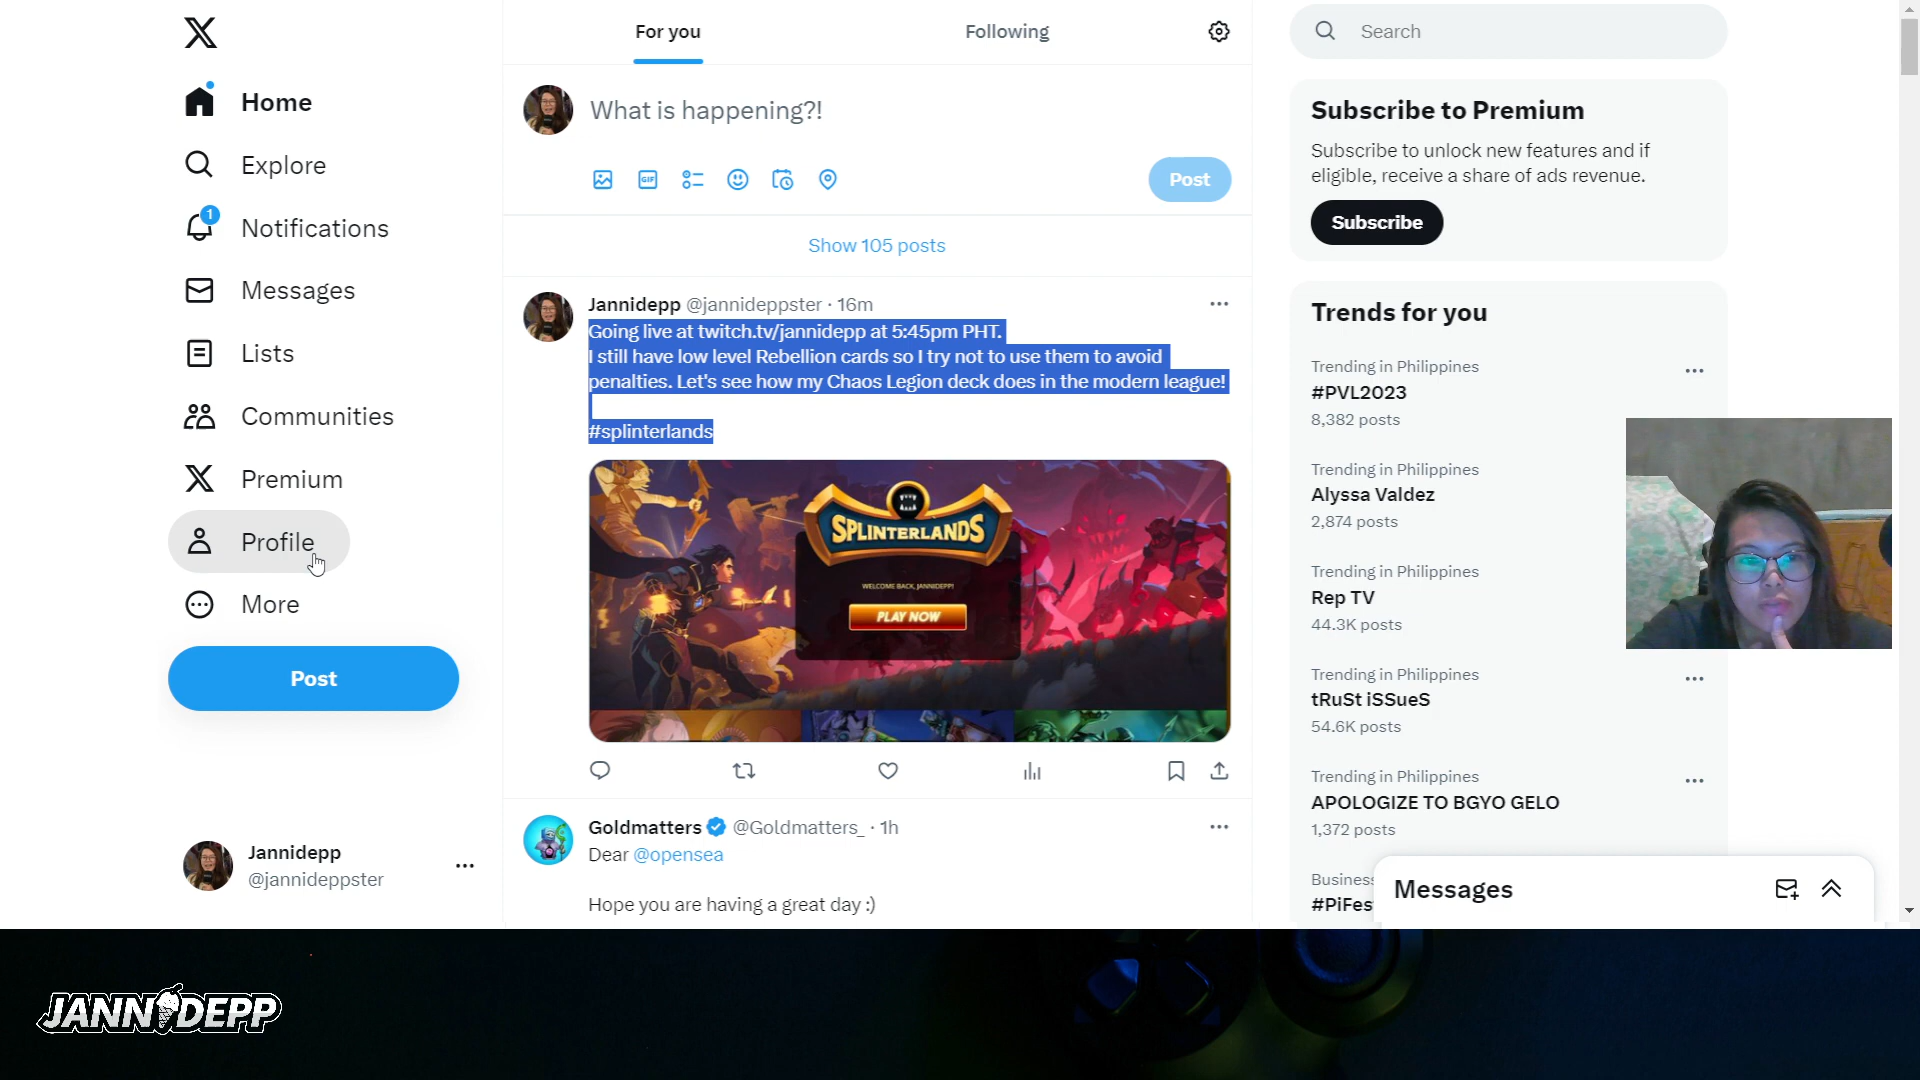 Home
Explore
1
Notifications
Messages
Lists
Communities
Premium
Profile
More
Post
Jannidepp
@jannideppster
For you
Following
What is happening?!
GIF
Post
Show 105 posts
Jannidepp @jannideppster · 16m
Going live at twitch.tv/jannidepp at 5:45pm PHT.
I still have low level Rebellion cards so I try not to use them to avoid
penalties. Let's see how my Chaos Legion deck does in the modern league!
#splinterlands
SPLINTERLANDS
WELCOME BACK, JANNIDEPP!
PLAY NOW
Goldmatters @Goldmatters_ · 1h
Dear @opensea
Hope you are having a great day :)
Search
Subscribe to Premium
Subscribe to unlock new features and if
eligible, receive a share of ads revenue.
Subscribe
Trends for you
Trending in Philippines
#PVL2023
8,382 posts
Trending in Philippines
Alyssa Valdez
2,874 posts
Trending in Philippines
Rep TV
44.3K posts
Trending in Philippines
tRuSt iSSueS
54.6K posts
Trending in Philippines
APOLOGIZE TO BGYO GELO
1,372 posts
Business
#PiFes
Messages
JANNIDEPP